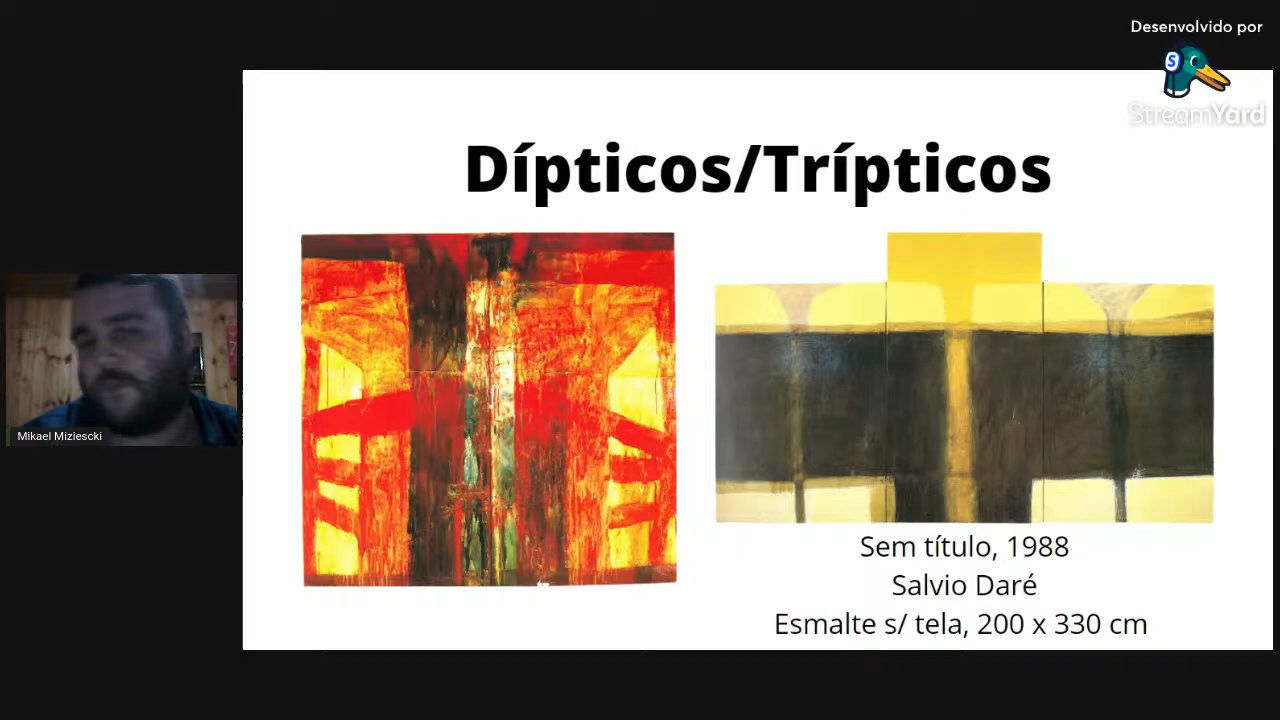 Desenvolvido por
StreamYard
Dípticos/Trípticos
Mikael Miziescki
Sem título, 1988
Salvio Daré
Esmalte s/ tela, 200 x 330 cm